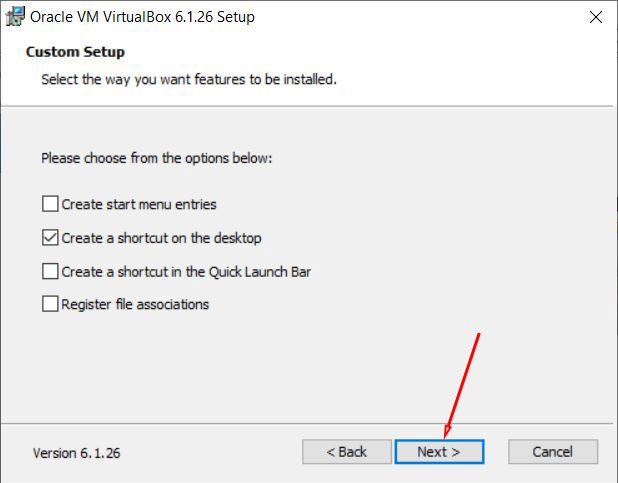 Oracle VM VirtualBox 6.1.26 Setup
Custom Setup
Select the way you want features to be installed.
Please choose from the options below:
Create start menu entries
Create a shortcut on the desktop
Create a shortcut in the Quick Launch Bar
Register file associations
Version 6.1.26
< Back
Next >
Cancel